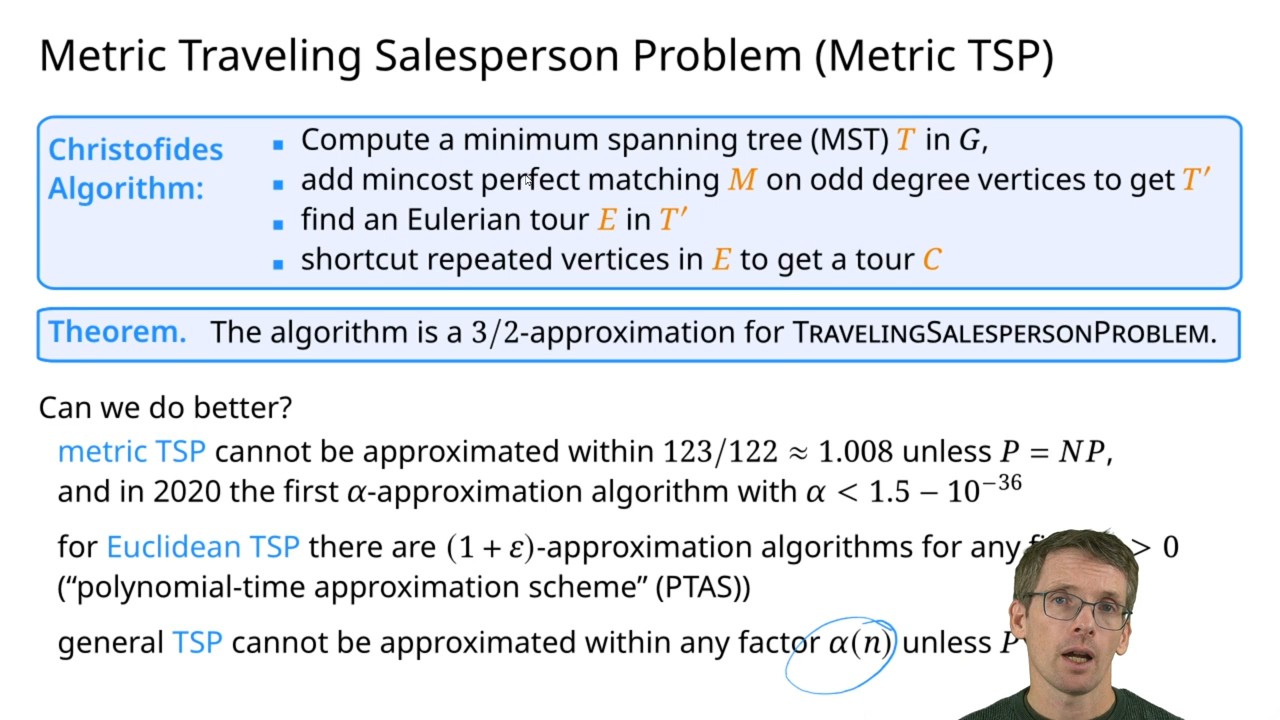 Metric Traveling Salesperson Problem (Metric TSP)
Christofides Algorithm:
▪ Compute a minimum spanning tree (MST) T in G,
▪ add mincost perfect matching M on odd degree vertices to get T′
▪ find an Eulerian tour E in T′
▪ shortcut repeated vertices in E to get a tour C
Theorem. The algorithm is a 3/2-approximation for TRAVELINGSALESPERSONPROBLEM.
Can we do better?
metric TSP cannot be approximated within 123/122 ≈ 1.008 unless P = NP,
and in 2020 the first α-approximation algorithm with α < 1.5 − 10⁻³⁶
for Euclidean TSP there are (1 + ε)-approximation algorithms for any > 0
(“polynomial-time approximation scheme” (PTAS))
general TSP cannot be approximated within any factor α(n) unless P